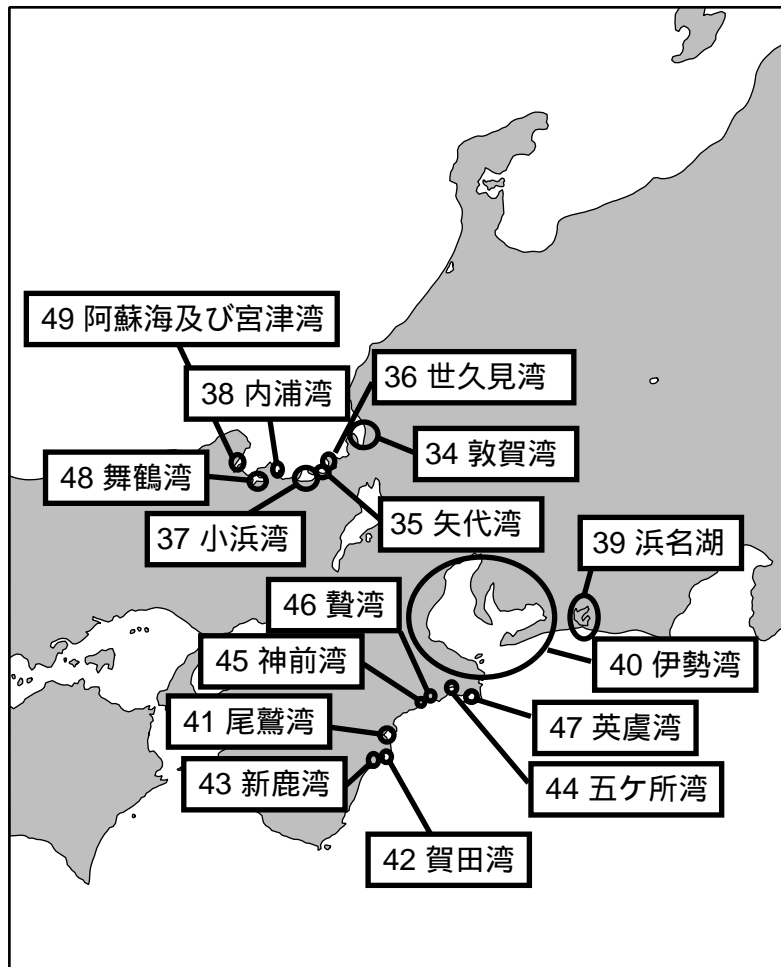 49 阿蘇海及び宮津湾
38 内浦湾
36 世久見湾
34 敦賀湾
48 舞鶴湾
37 小浜湾
35 矢代湾
39 浜名湖
46 贄湾
45 神前湾
40 伊勢湾
41 尾鷲湾
47 英虞湾
43 新鹿湾
44 五ケ所湾
42 賀田湾